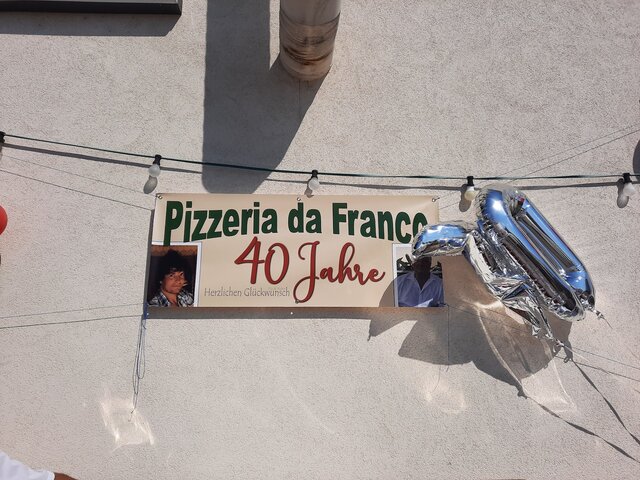 Pizzeria da Franco
40 Jahre
Herzlichen Glückwunsch